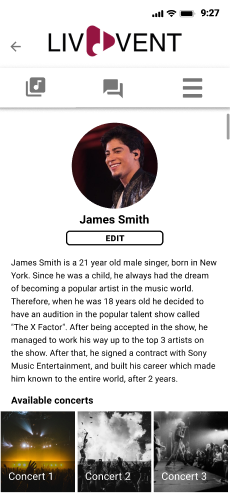 9:27
LIVEVENT
James Smith
EDIT
James Smith is a 21 year old male singer, born in New
York. Since he was a child, he always had the dream
of becoming a popular artist in the music world.
Therefore, when he was 18 years old he decided to
have an audition in the popular talent show called
"The X Factor". After being accepted in the show, he
managed to work his way up to the top 3 artists on
the show. After that, he signed a contract with Sony
Music Entertainment, and built his career which made
him known to the entire world, after 2 years.
Available concerts
Concert 1
Concert 2
Concert 3